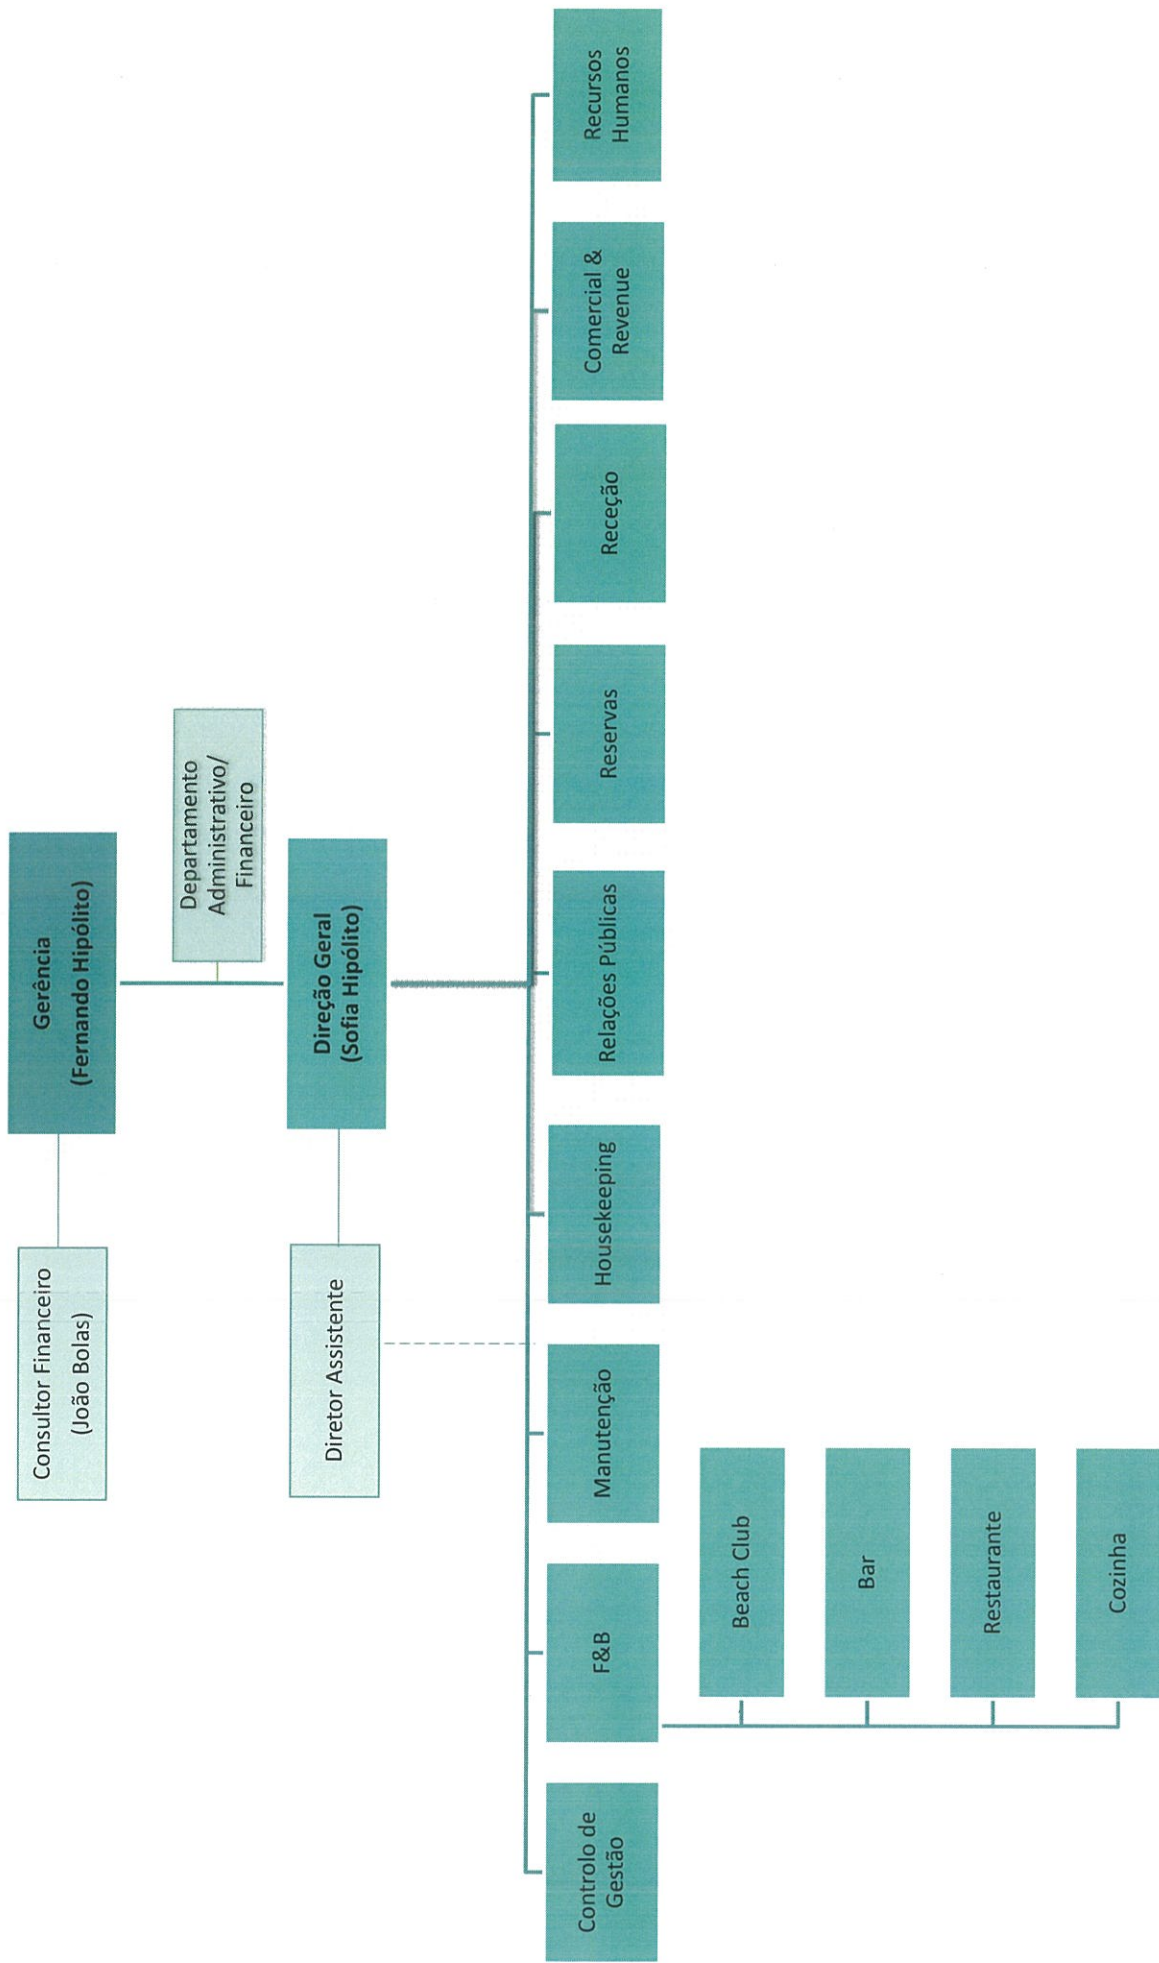 Gerência
(Fernando Hipólito)
Consultor Financeiro
(João Bolas)
Departamento
Administrativo/
Financeiro
Direção Geral
(Sofia Hipólito)
Diretor Assistente
Controlo de
Gestão
F&B
Manutenção
Housekeeping
Relações Públicas
Reservas
Receção
Comercial &
Revenue
Recursos
Humanos
Beach Club
Bar
Restaurante
Cozinha